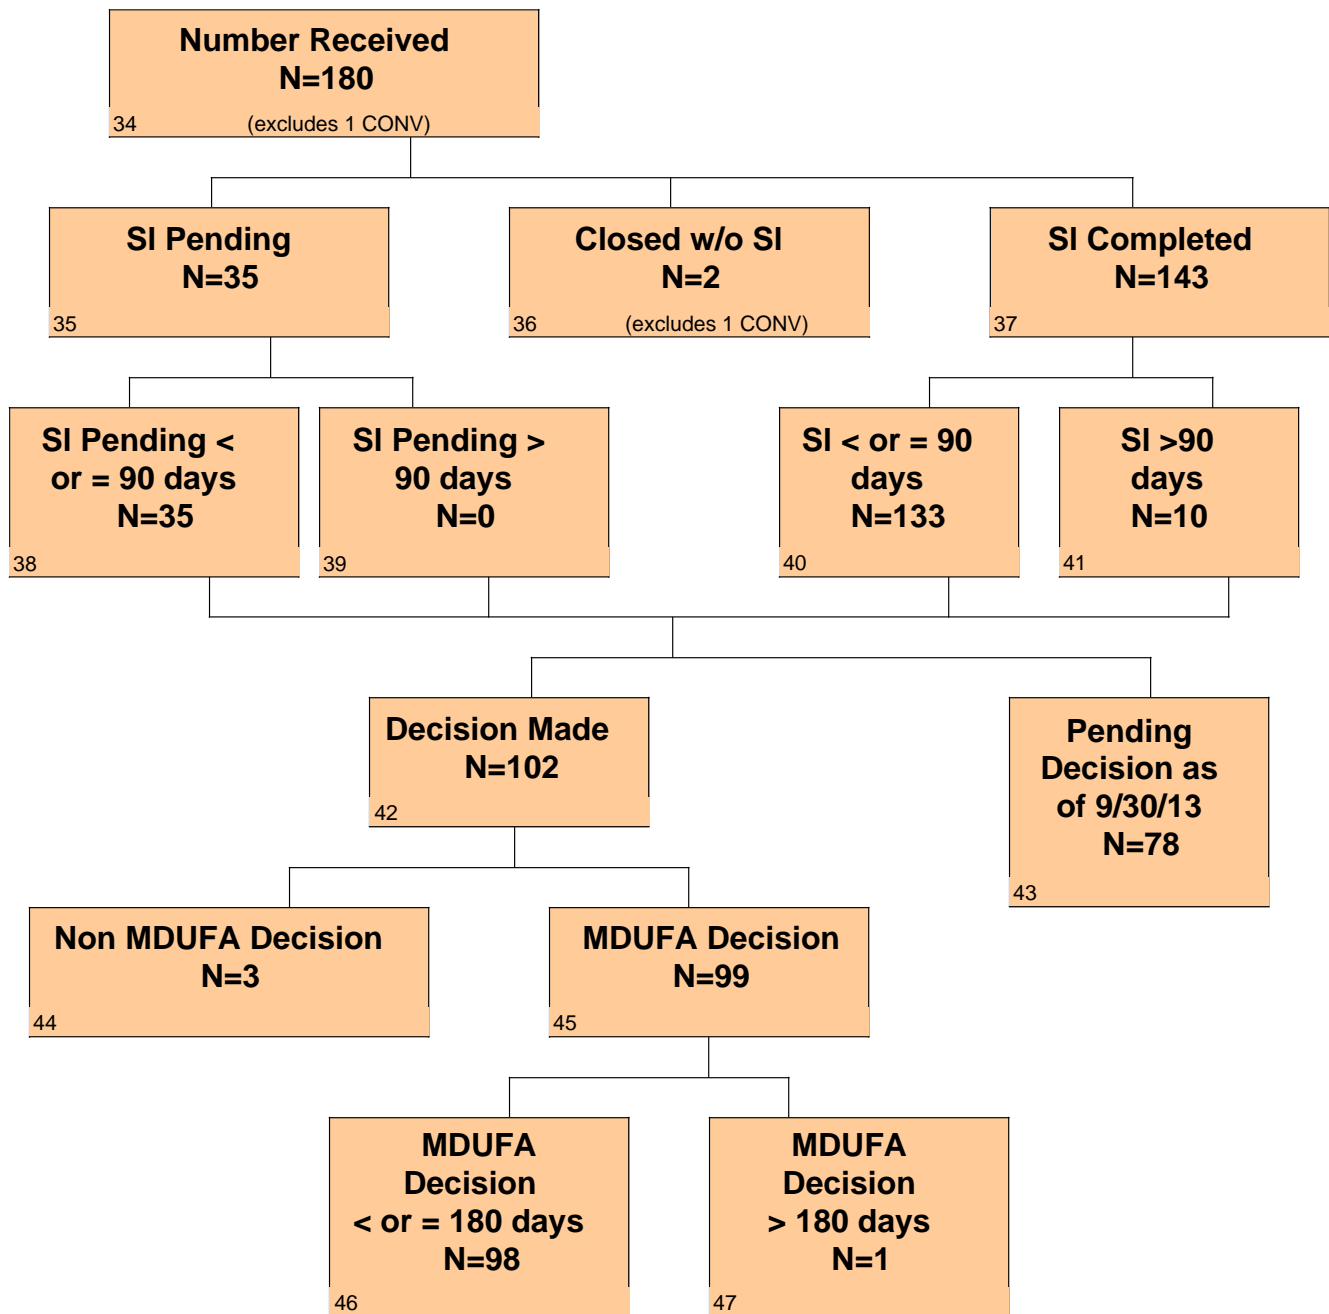 Number Received
N=180
34 (excludes 1 CONV)
SI Pending
N=35
35
Closed w/o SI
N=2
36 (excludes 1 CONV)
SI Completed
N=143
37
SI Pending <
or = 90 days
N=35
38
SI Pending >
90 days
N=0
39
SI < or = 90
days
N=133
40
SI >90
days
N=10
41
Decision Made
N=102
42
Pending
Decision as
of 9/30/13
N=78
43
Non MDUFA Decision
N=3
44
MDUFA Decision
N=99
45
MDUFA
Decision
< or = 180 days
N=98
46
MDUFA
Decision
> 180 days
N=1
47